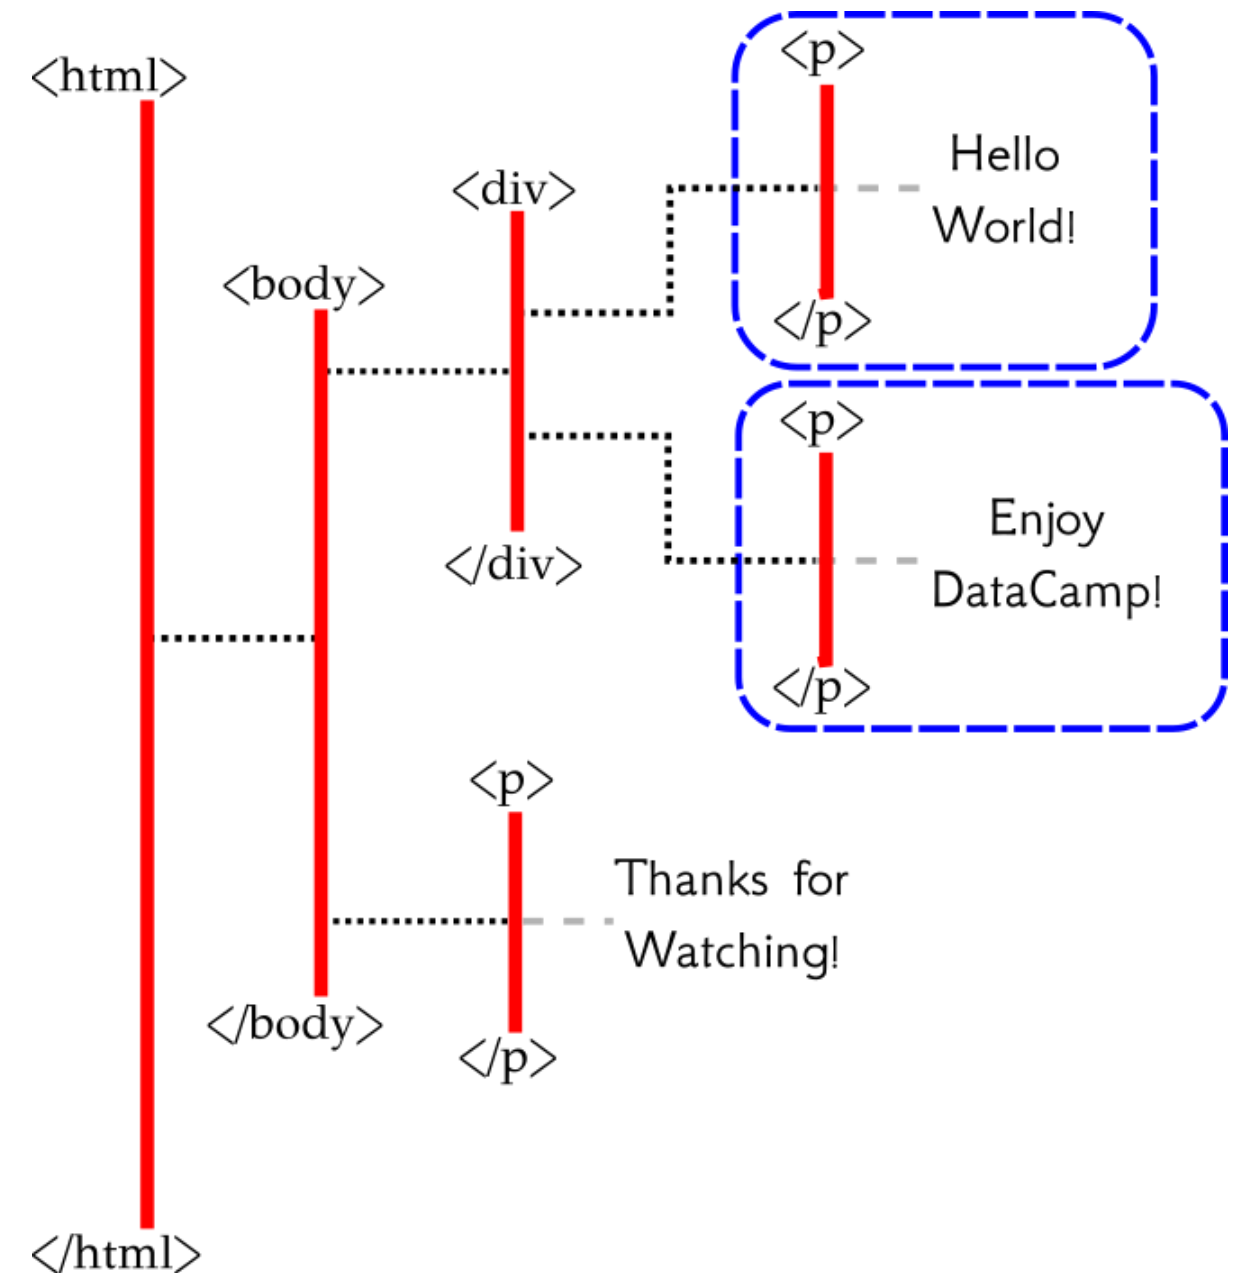 <html>
<body>
<div>
<p>
Hello
World!
</p>
<p>
Enjoy
DataCamp!
</p>
</div>
<p>
Thanks for
Watching!
</p>
</body>
</html>